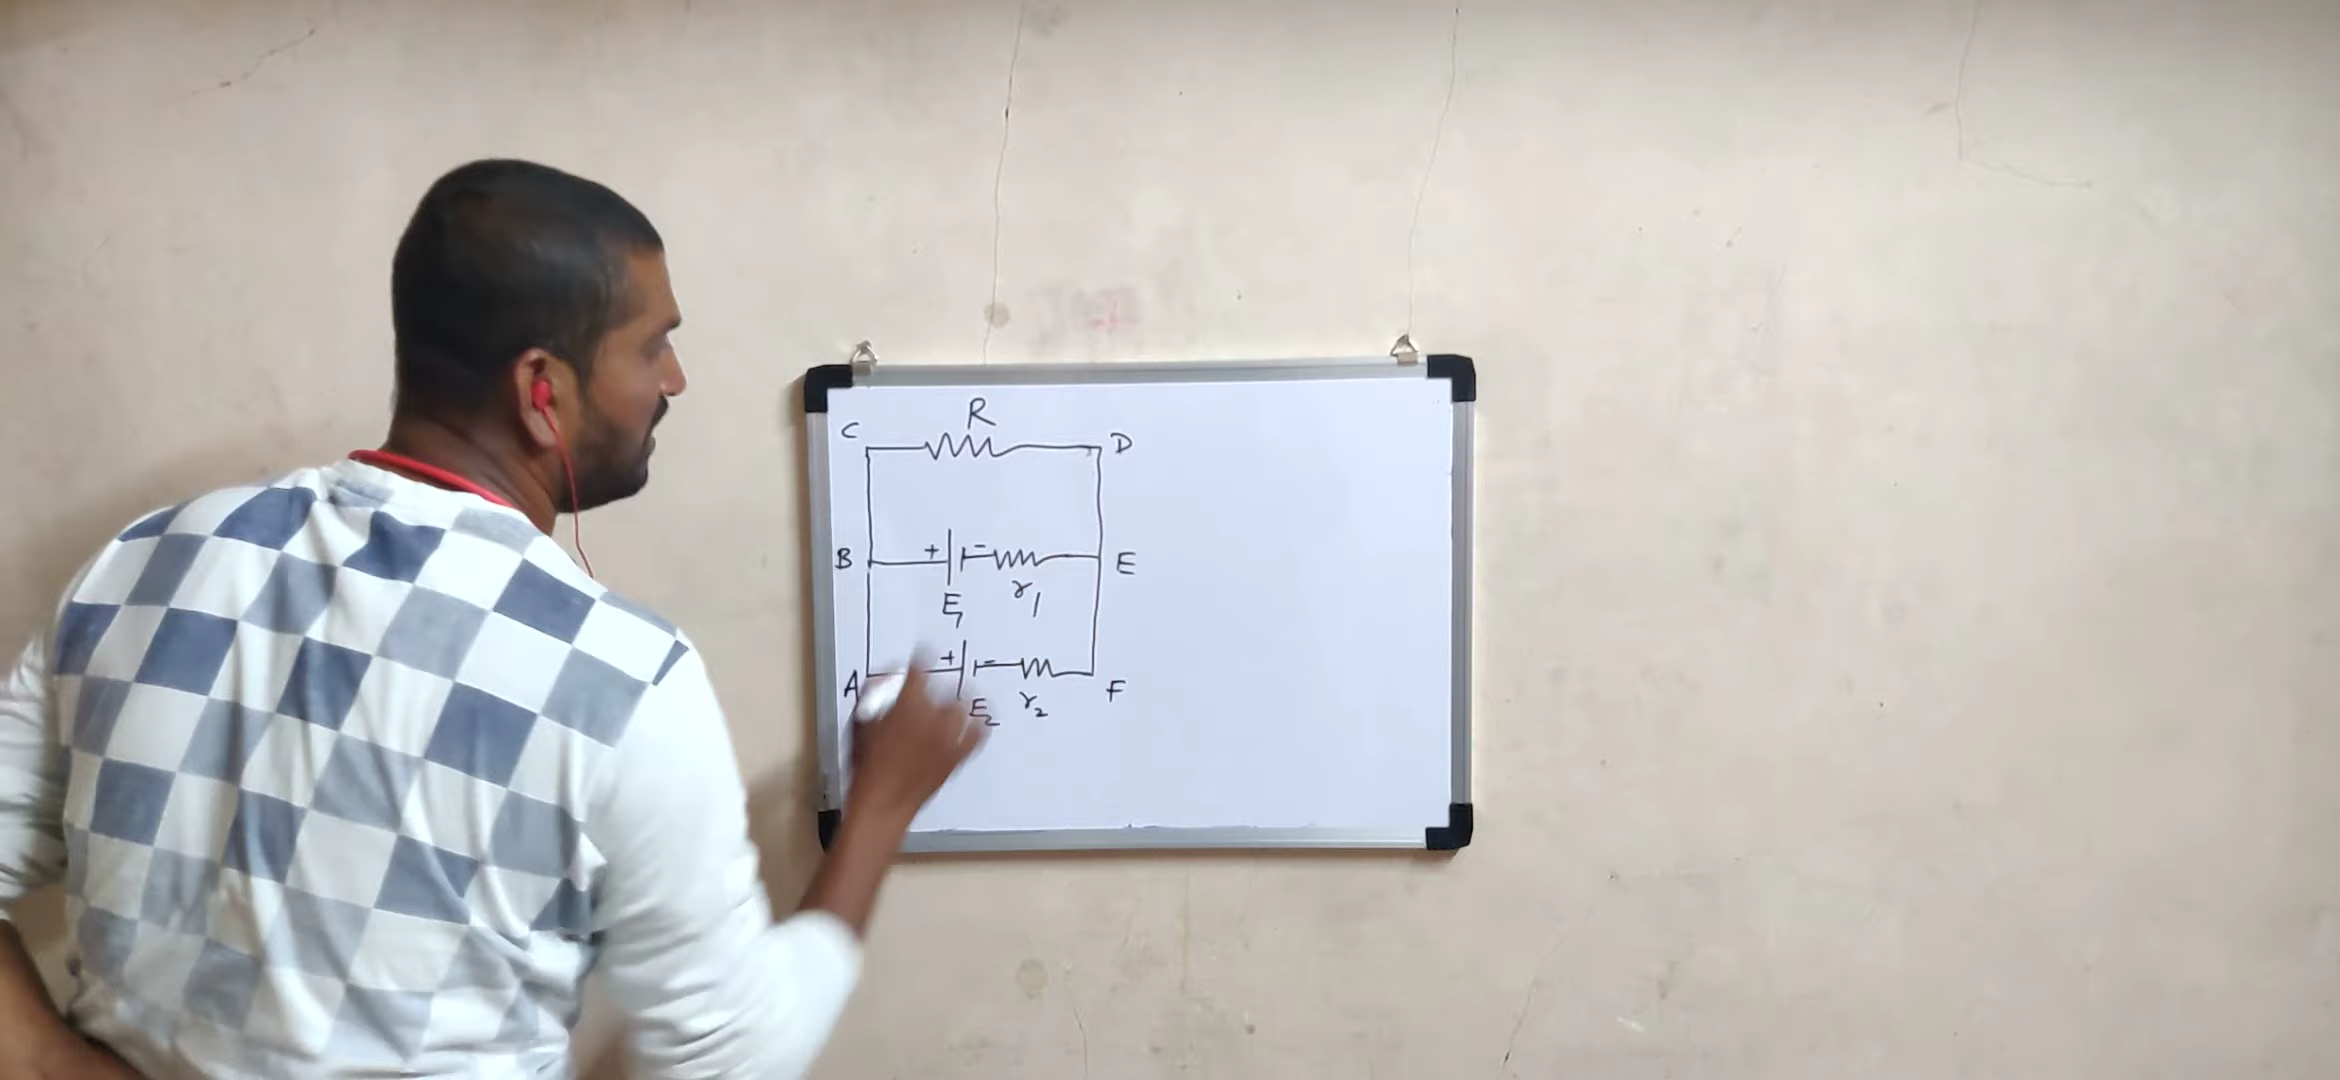 R
C D
B + - E
E1 r1
+ -
A F
E2 r2